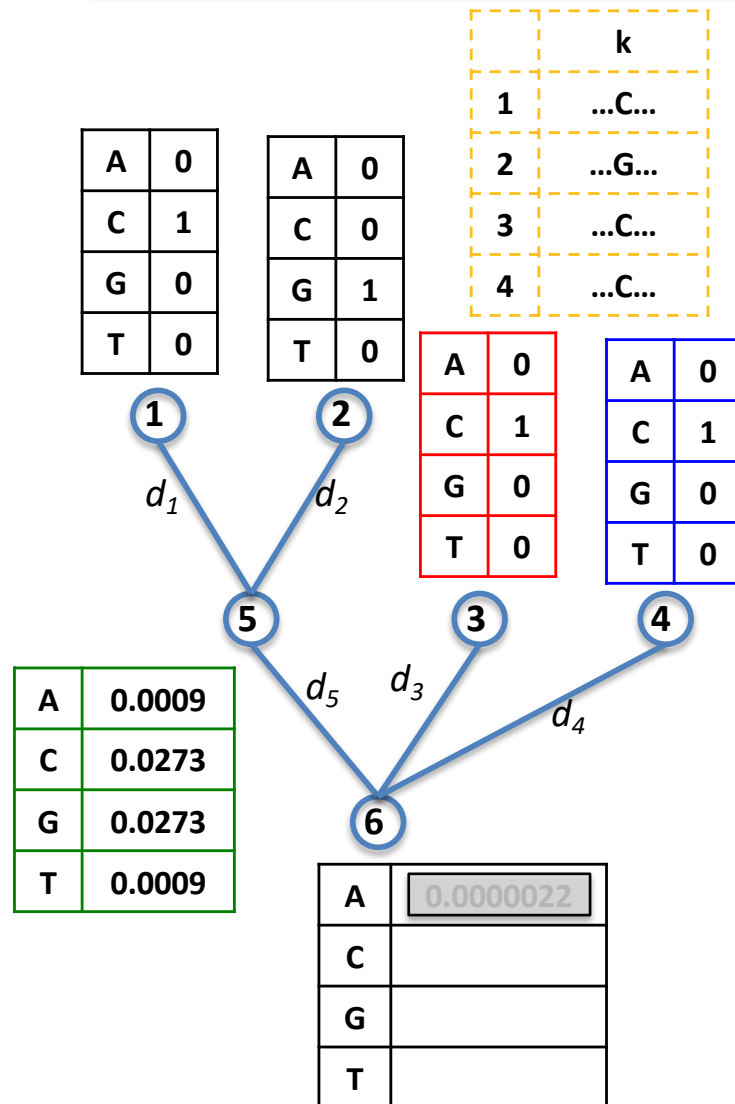 k
1 ...C...
2 ...G...
3 ...C...
4 ...C...
A 0
C 1
G 0
T 0
A 0
C 0
G 1
T 0
A 0
C 1
G 0
T 0
A 0
C 1
G 0
T 0
1
2
d1
d2
5
3
4
d5
d3
d4
A 0.0009
C 0.0273
G 0.0273
T 0.0009
6
A 0.0000022
C
G
T